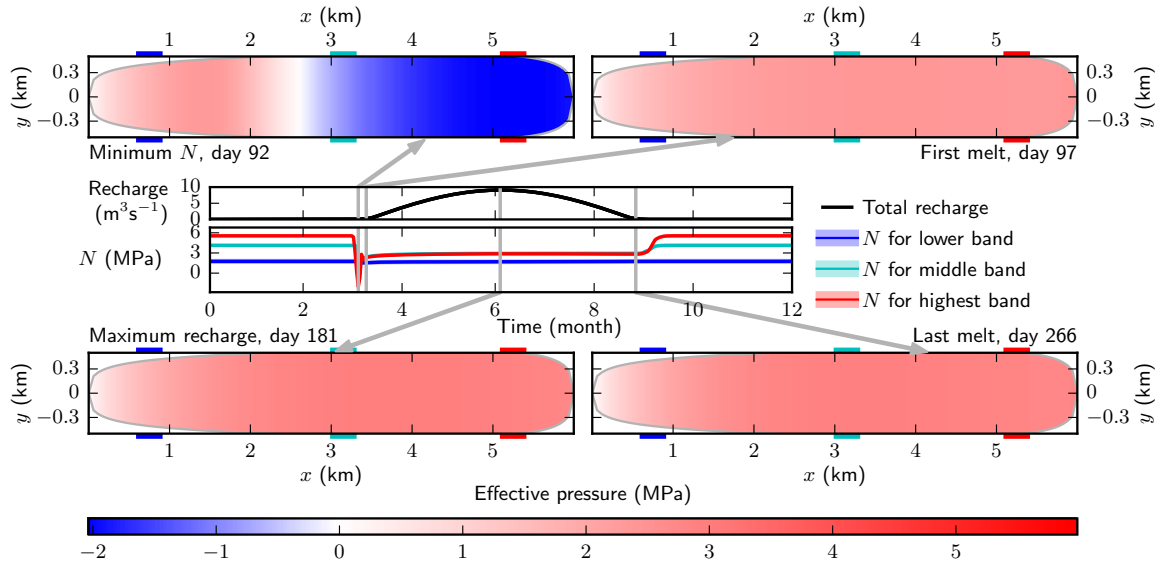 x (km)
x (km)
1 2 3 4 5
1 2 3 4 5
y (km)
0.3
0
−0.3
0.3
0
−0.3
y (km)
Minimum N, day 92
First melt, day 97
Recharge
(m³s⁻¹)
10
5
0
N (MPa)
6
3
0
0 2 4 6 8 10 12
Time (month)
Total recharge
N for lower band
N for middle band
N for highest band
Maximum recharge, day 181
Last melt, day 266
y (km)
0.3
0
−0.3
0.3
0
−0.3
y (km)
1 2 3 4 5
1 2 3 4 5
x (km)
x (km)
Effective pressure (MPa)
−2 −1 0 1 2 3 4 5